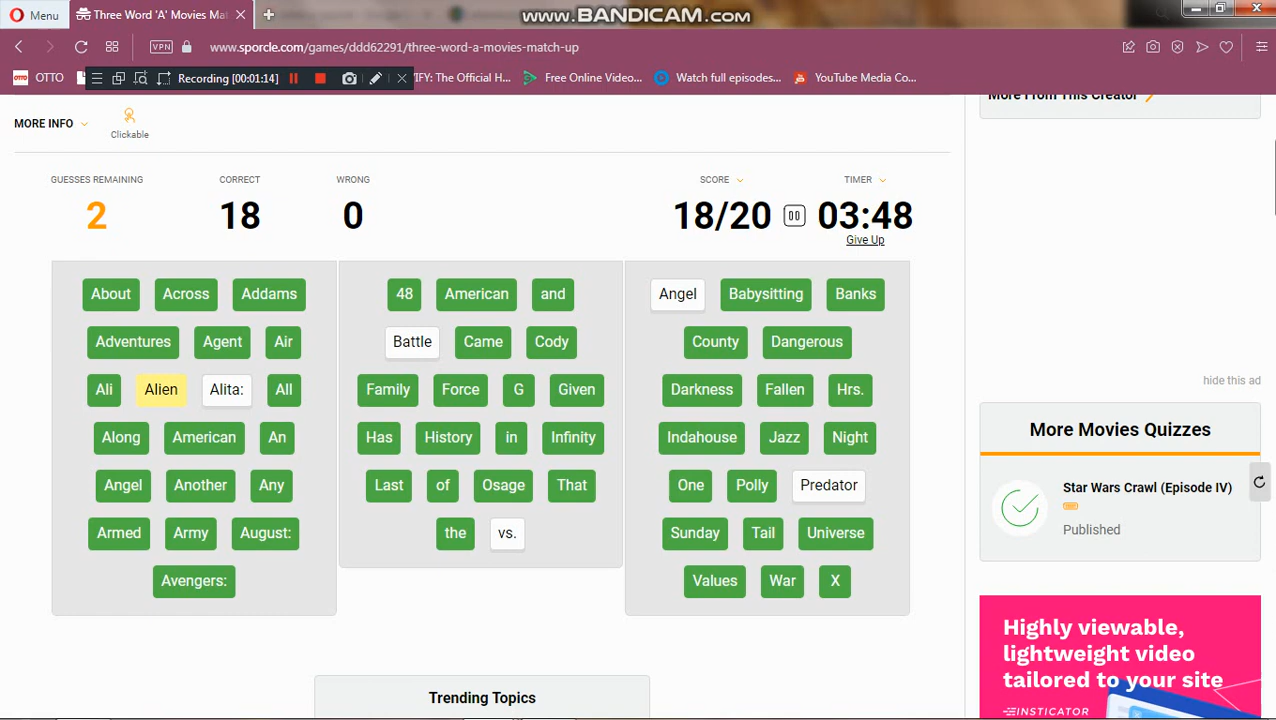 Menu
Three Word 'A' Movies Ma
www.BANDICAM.com
VPN
www.sporcle.com/games/ddd62291/three-word-a-movies-match-up
OTTO
Recording [00:01:14]
IFY: The Official H...
Free Online Video...
Watch full episodes...
YouTube Media Co...
MORE INFO
Clickable
More From This Creator
GUESSES REMAINING
CORRECT
WRONG
SCORE
TIMER
2
18
0
18/20
03:48
Give Up
About Across Addams
Adventures Agent Air
Ali Alien Alita: All
Along American An
Angel Another Any
Armed Army August:
Avengers:
48 American and
Battle Came Cody
Family Force G Given
Has History in Infinity
Last of Osage That
the vs.
Angel Babysitting Banks
County Dangerous
Darkness Fallen Hrs.
Indahouse Jazz Night
One Polly Predator
Sunday Tail Universe
Values War X
hide this ad
More Movies Quizzes
Star Wars Crawl (Episode IV)
Published
Highly viewable,
lightweight video
tailored to your site
INSTICATOR
Trending Topics